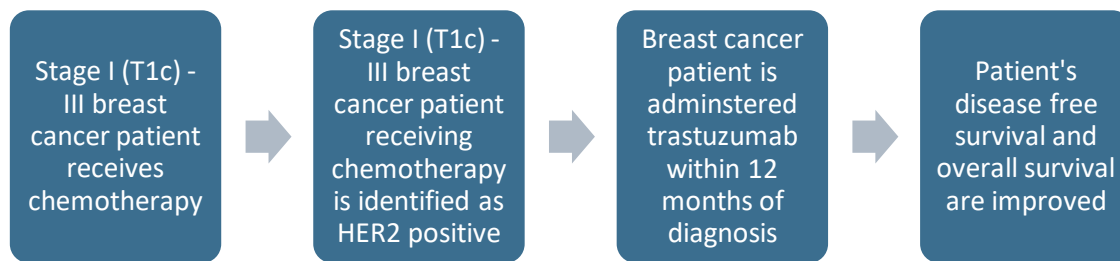 Stage I (T1c) -
III breast
cancer patient
receives
chemotherapy
Stage I (T1c) -
III breast
cancer patient
receiving
chemotherapy
is identified as
HER2 positive
Breast cancer
patient is
adminstered
trastuzumab
within 12
months of
diagnosis
Patient's
disease free
survival and
overall survival
are improved